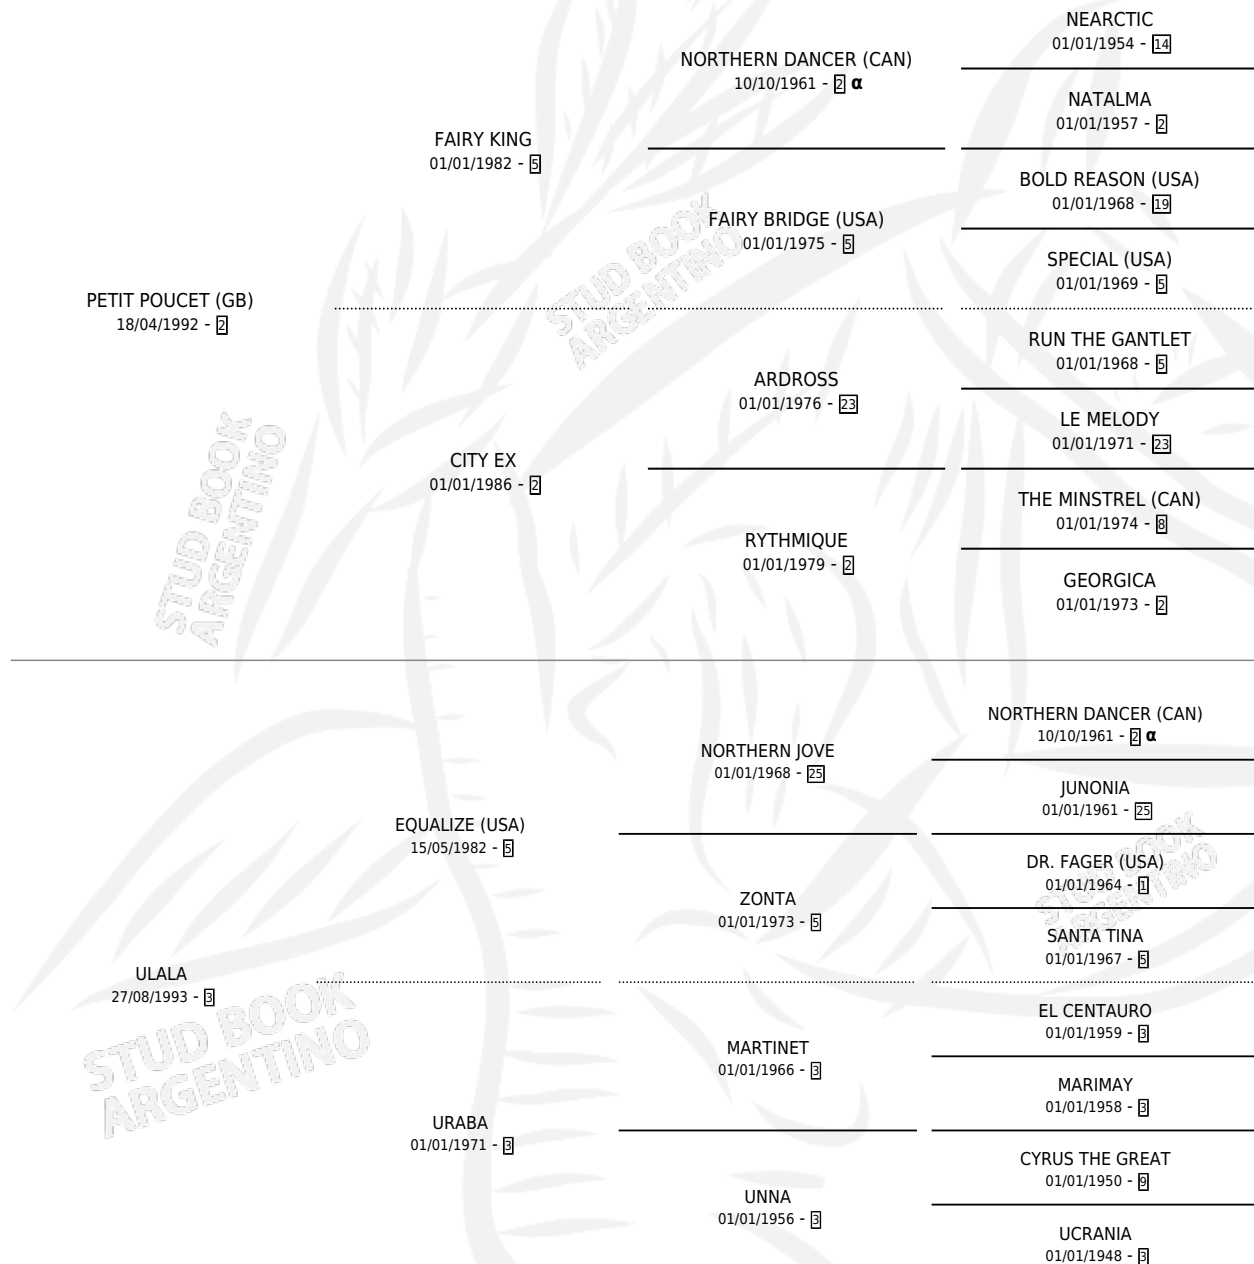 NEARCTIC
01/01/1954 - 14
NORTHERN DANCER (CAN)
10/10/1961 - 2 α
NATALMA
01/01/1957 - 2
FAIRY KING
01/01/1982 - 5
BOLD REASON (USA)
01/01/1968 - 19
FAIRY BRIDGE (USA)
01/01/1975 - 5
SPECIAL (USA)
01/01/1969 - 5
PETIT POUCET (GB)
18/04/1992 - 2
RUN THE GANTLET
01/01/1968 - 5
ARDROSS
01/01/1976 - 23
LE MELODY
01/01/1971 - 23
CITY EX
01/01/1986 - 2
THE MINSTREL (CAN)
01/01/1974 - 8
RYTHMIQUE
01/01/1979 - 2
GEORGICA
01/01/1973 - 2
NORTHERN DANCER (CAN)
10/10/1961 - 2 α
NORTHERN JOVE
01/01/1968 - 25
JUNONIA
01/01/1961 - 25
EQUALIZE (USA)
15/05/1982 - 5
DR. FAGER (USA)
01/01/1964 - 1
ZONTA
01/01/1973 - 5
SANTA TINA
01/01/1967 - 5
ULALA
27/08/1993 - 3
EL CENTAURO
01/01/1959 - 3
MARTINET
01/01/1966 - 3
MARIMAY
01/01/1958 - 3
URABA
01/01/1971 - 3
CYRUS THE GREAT
01/01/1950 - 9
UNNA
01/01/1956 - 3
UCRANIA
01/01/1948 - 3
STUD BOOK
ARGENTINO
STUD BOOK
ARGENTINO
STUD BOOK
ARGENTINO
STUD BOOK
ARGENTINO